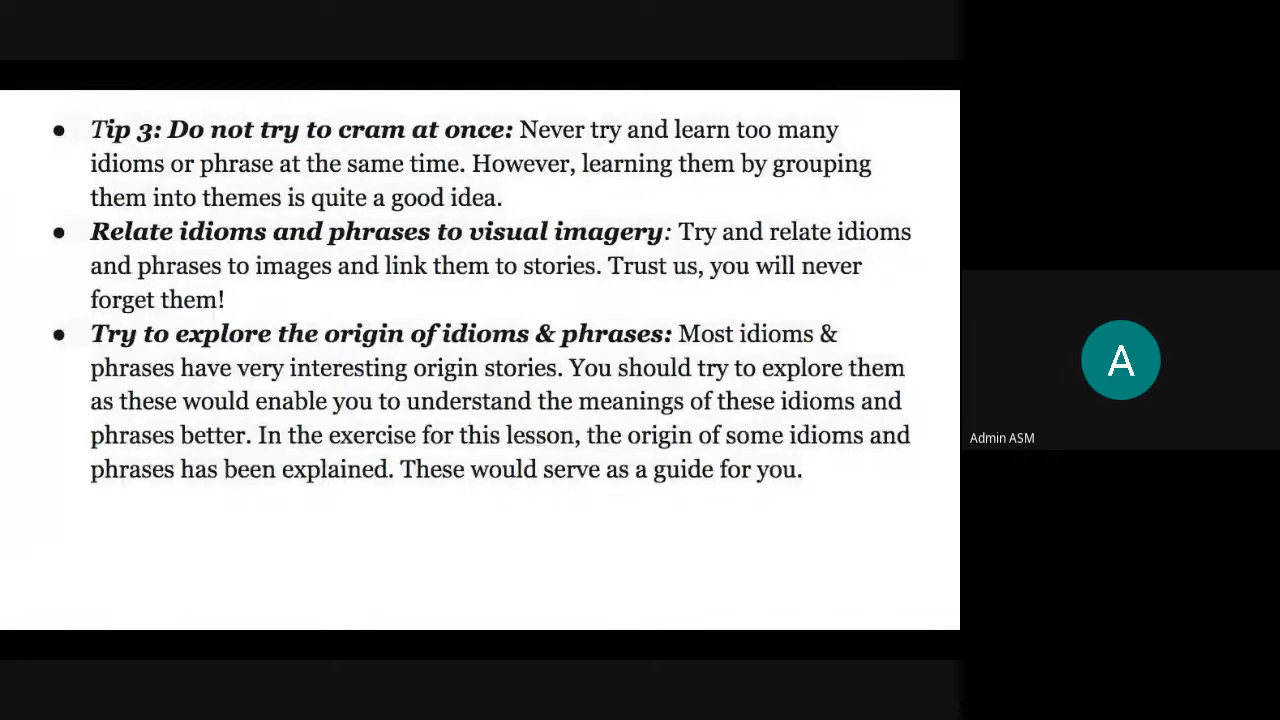 ● Tip 3: Do not try to cram at once: Never try and learn too many
idioms or phrase at the same time. However, learning them by grouping
them into themes is quite a good idea.
● Relate idioms and phrases to visual imagery: Try and relate idioms
and phrases to images and link them to stories. Trust us, you will never
forget them!
● Try to explore the origin of idioms & phrases: Most idioms &
phrases have very interesting origin stories. You should try to explore them
as these would enable you to understand the meanings of these idioms and
phrases better. In the exercise for this lesson, the origin of some idioms and
phrases has been explained. These would serve as a guide for you.
A
Admin ASM